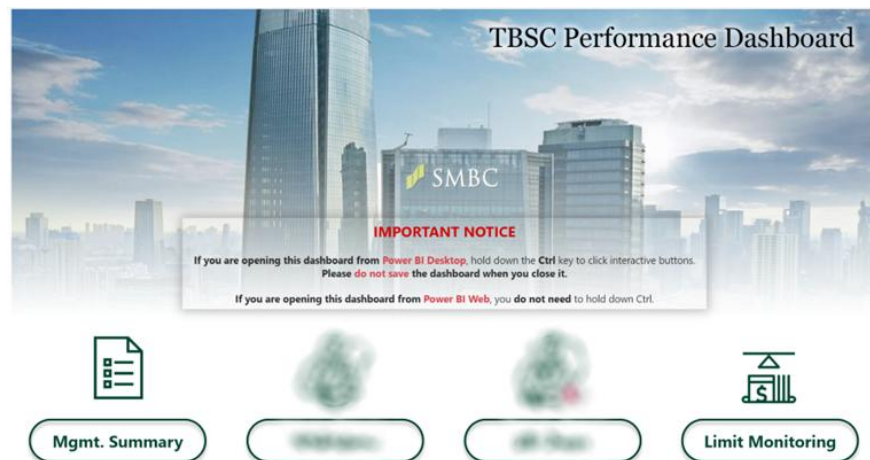 TBSC Performance Dashboard
SMBC
IMPORTANT NOTICE
If you are opening this dashboard from Power BI Desktop, hold down the Ctrl key to click interactive buttons.
Please do not save the dashboard when you close it.
If you are opening this dashboard from Power BI Web, you do not need to hold down Ctrl.
Mgmt. Summary
Limit Monitoring